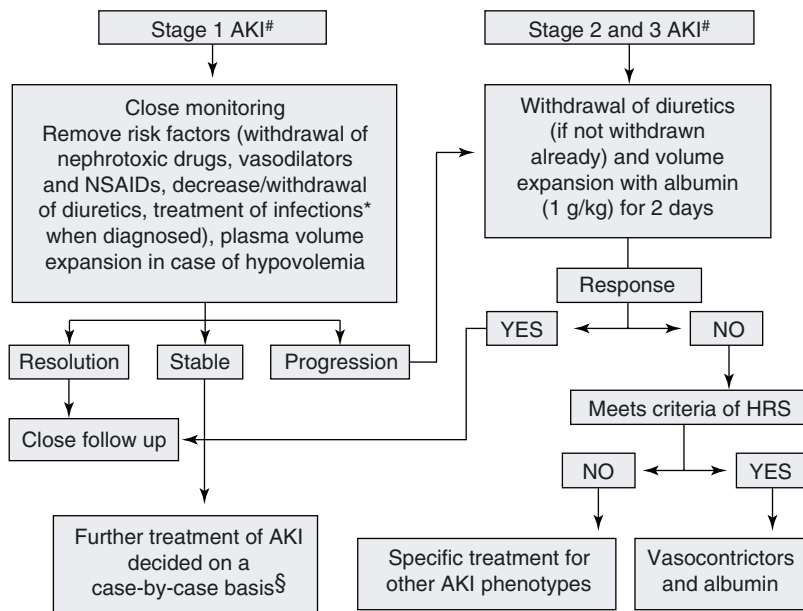 Stage 1 AKI#
Close monitoring
Remove risk factors (withdrawal of
nephrotoxic drugs, vasodilators
and NSAIDs, decrease/withdrawal
of diuretics, treatment of infections*
when diagnosed), plasma volume
expansion in case of hypovolemia
Resolution
Stable
Progression
Close follow up
Further treatment of AKI
decided on a
case-by-case basis§
Stage 2 and 3 AKI#
Withdrawal of diuretics
(if not withdrawn
already) and volume
expansion with albumin
(1 g/kg) for 2 days
Response
YES
NO
Meets criteria of HRS
NO
YES
Specific treatment for
other AKI phenotypes
Vasocontrictors
and albumin